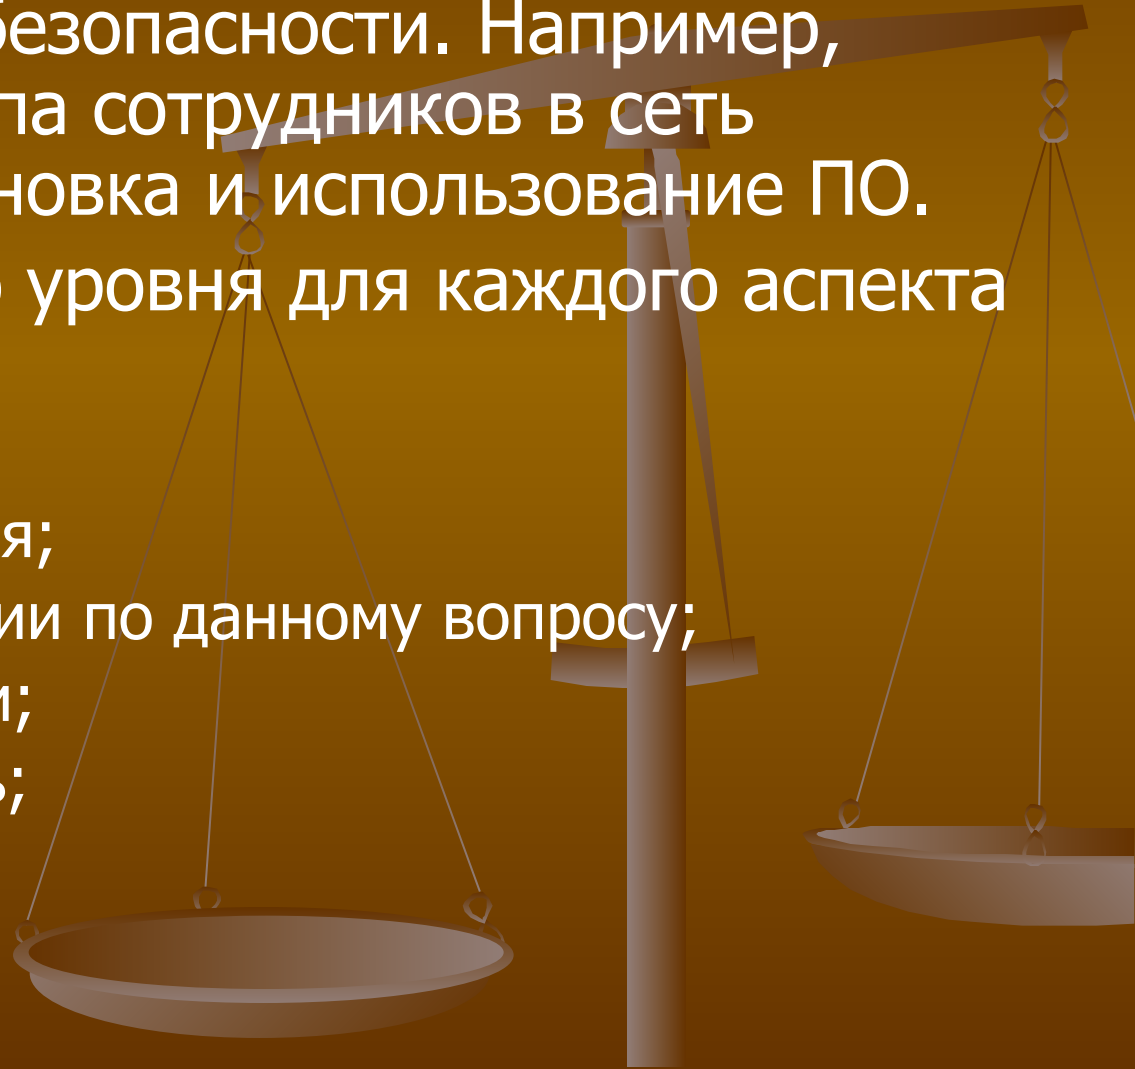 безопасности. Например,
па сотрудников в сеть
новка и использование ПО.
уровня для каждого аспекта
я;
ии по данному вопросу;
и;
ь;